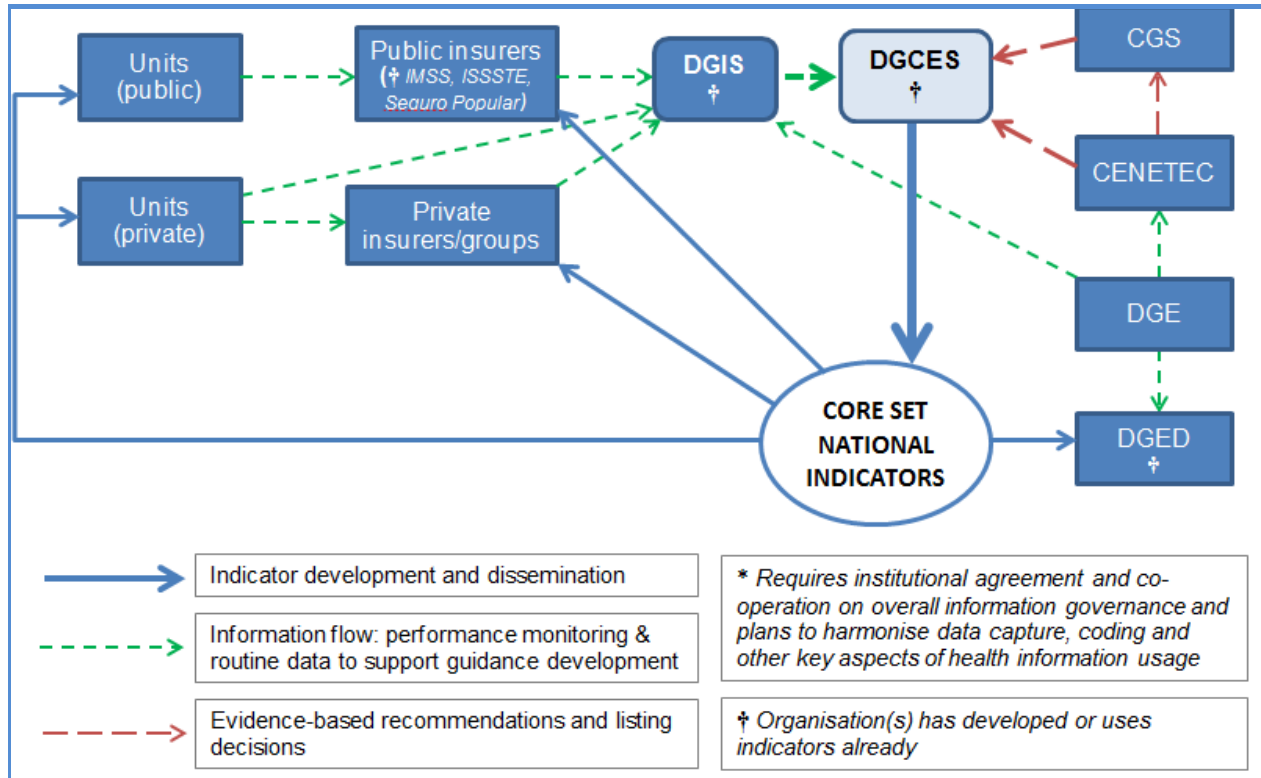 Units
(public)
Public insurers
(† IMSS, ISSSTE,
Seguro Popular)
DGIS
†
DGCES
†
CGS
CENETEC
Units
(private)
Private
insurers/groups
DGE
CORE SET
NATIONAL
INDICATORS
DGED
†
Indicator development and dissemination
Information flow: performance monitoring &
routine data to support guidance development
Evidence-based recommendations and listing
decisions
* Requires institutional agreement and co-
operation on overall information governance and
plans to harmonise data capture, coding and
other key aspects of health information usage
† Organisation(s) has developed or uses
indicators already